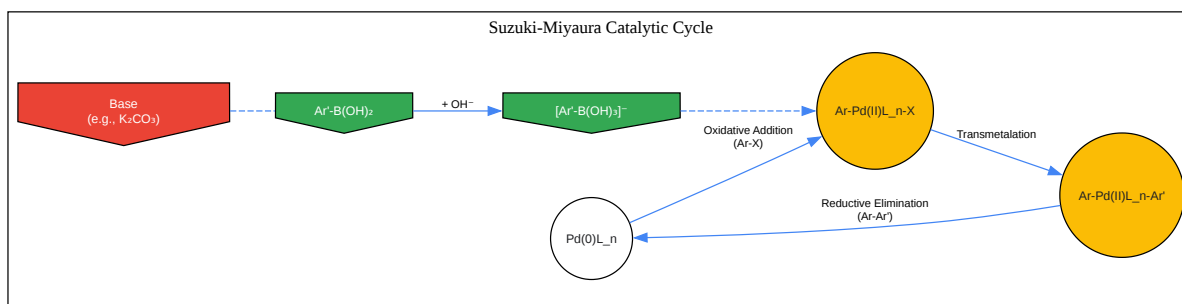 Suzuki-Miyaura Catalytic Cycle
Base
(e.g., K₂CO₃)
Ar'-B(OH)₂
+ OH⁻
[Ar'-B(OH)₃]⁻
Ar-Pd(II)L_n-X
Oxidative Addition
(Ar-X)
Transmetalation
Ar-Pd(II)L_n-Ar'
Reductive Elimination
(Ar-Ar')
Pd(0)L_n